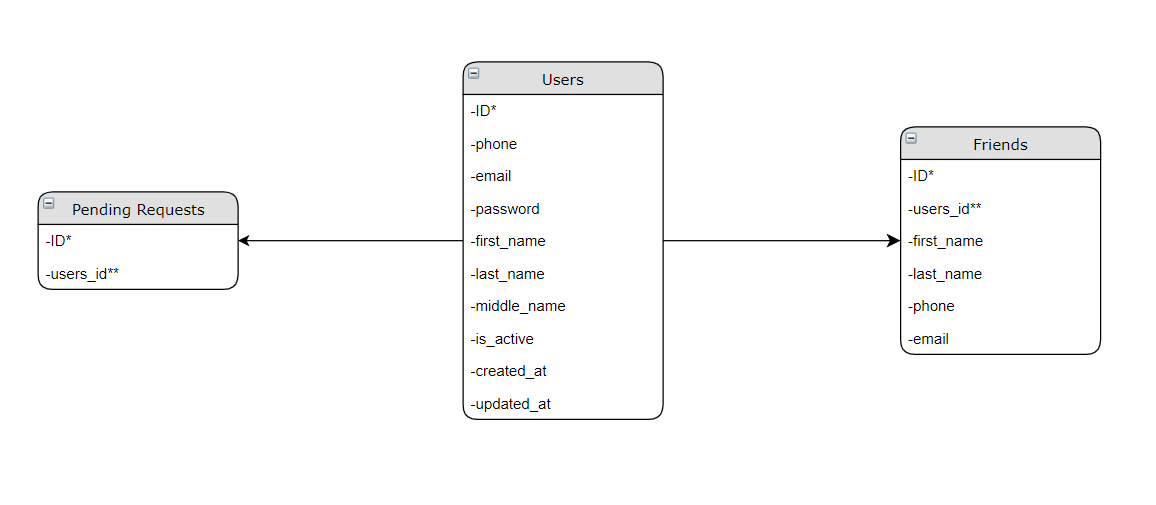 Pending Requests
-ID*
-users_id**
Users
-ID*
-phone
-email
-password
-first_name
-last_name
-middle_name
-is_active
-created_at
-updated_at
Friends
-ID*
-users_id**
-first_name
-last_name
-phone
-email